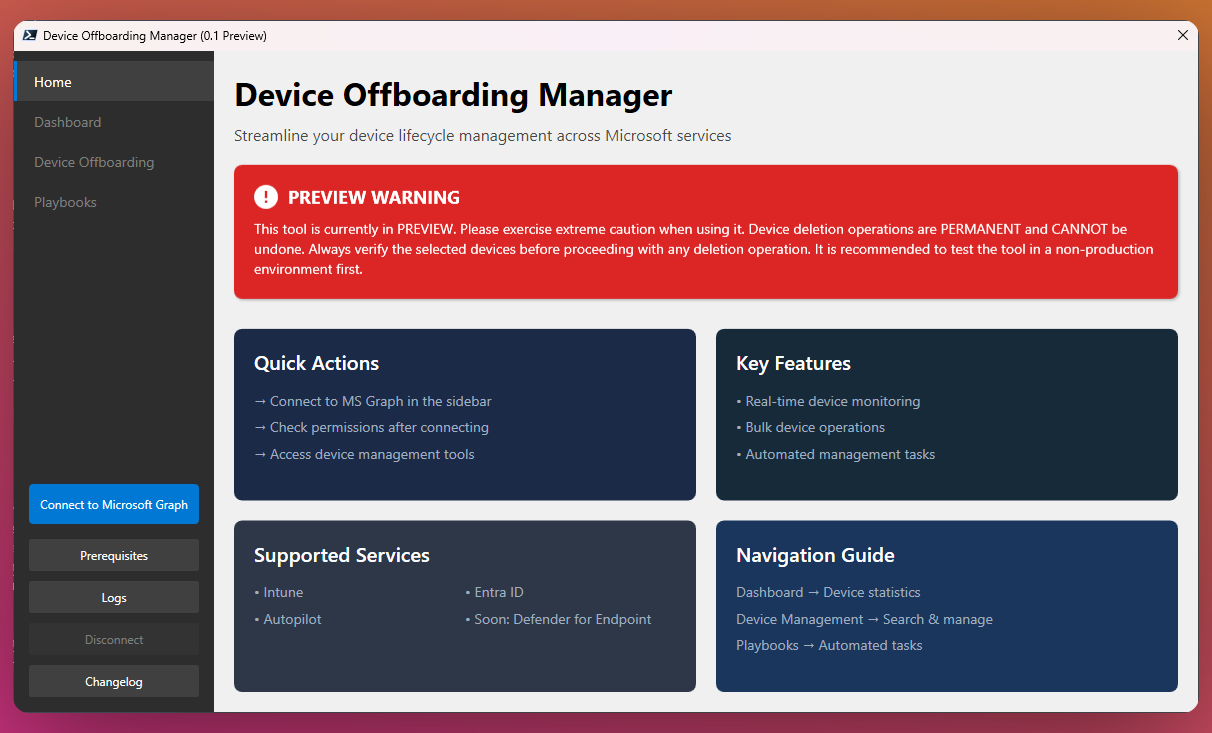 Device Offboarding Manager (0.1 Preview)
Home
Dashboard
Device Offboarding
Playbooks
Connect to Microsoft Graph
Prerequisites
Logs
Disconnect
Changelog
Device Offboarding Manager
Streamline your device lifecycle management across Microsoft services
PREVIEW WARNING
This tool is currently in PREVIEW. Please exercise extreme caution when using it. Device deletion operations are PERMANENT and CANNOT be
undone. Always verify the selected devices before proceeding with any deletion operation. It is recommended to test the tool in a non-production
environment first.
Quick Actions
→ Connect to MS Graph in the sidebar
→ Check permissions after connecting
→ Access device management tools
Key Features
• Real-time device monitoring
• Bulk device operations
• Automated management tasks
Supported Services
• Intune
• Autopilot
• Entra ID
• Soon: Defender for Endpoint
Navigation Guide
Dashboard → Device statistics
Device Management → Search & manage
Playbooks → Automated tasks